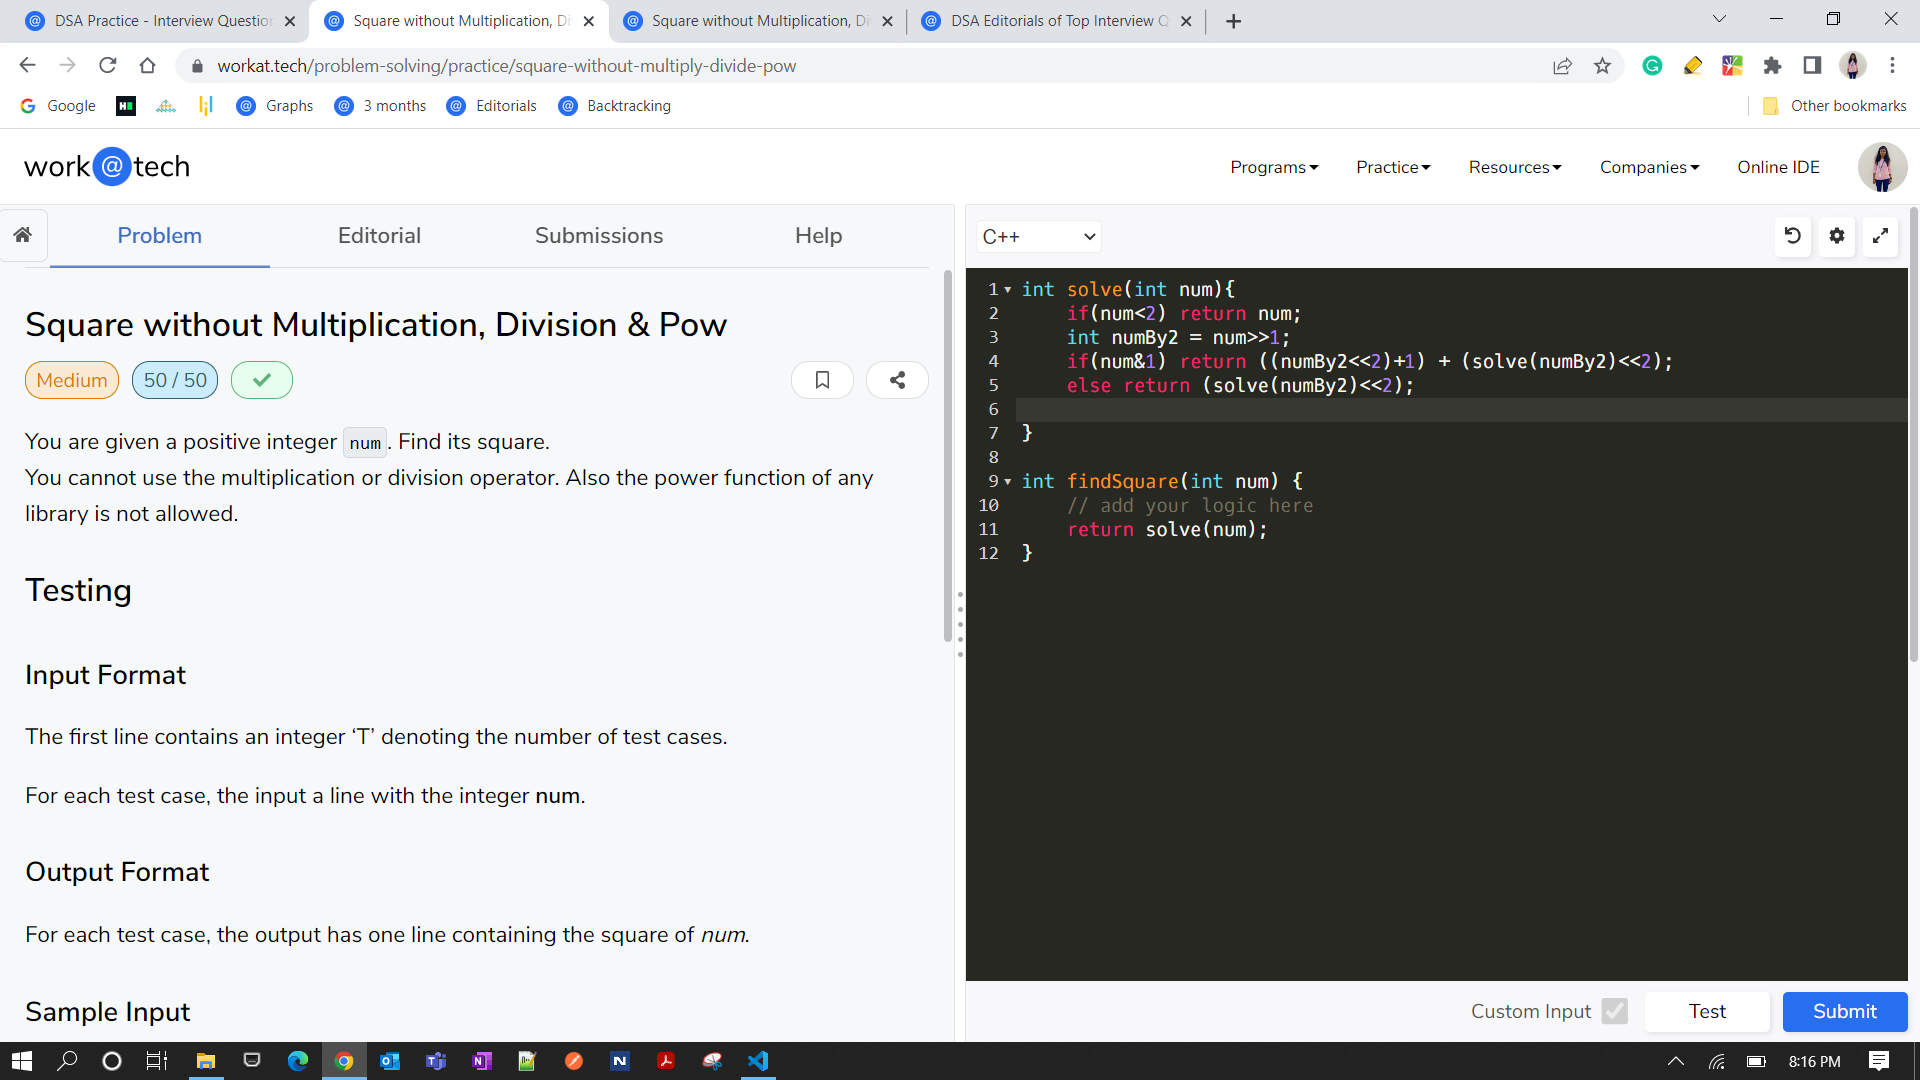 DSA Practice - Interview Question
Square without Multiplication, Di
Square without Multiplication, Di
DSA Editorials of Top Interview Q
workat.tech/problem-solving/practice/square-without-multiply-divide-pow
Google
Graphs
3 months
Editorials
Backtracking
Other bookmarks
work@tech
Programs
Practice
Resources
Companies
Online IDE
Problem
Editorial
Submissions
Help
Square without Multiplication, Division & Pow
Medium
50 / 50
You are given a positive integer num. Find its square.
You cannot use the multiplication or division operator. Also the power function of any
library is not allowed.
Testing
Input Format
The first line contains an integer ‘T’ denoting the number of test cases.
For each test case, the input a line with the integer num.
Output Format
For each test case, the output has one line containing the square of num.
Sample Input
C++
1 int solve(int num){
2     if(num<2) return num;
3     int numBy2 = num>>1;
4     if(num&1) return ((numBy2<<2)+1) + (solve(numBy2)<<2);
5     else return (solve(numBy2)<<2);
6
7 }
8
9 int findSquare(int num) {
10     // add your logic here
11     return solve(num);
12 }
Custom Input
Test
Submit
8:16 PM